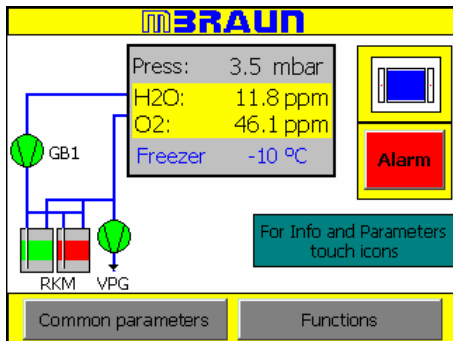 mBRAUN
Press: 3.5 mbar
H2O: 11.8 ppm
O2: 46.1 ppm
Freezer -10 ºC
GB1
Alarm
For Info and Parameters
touch icons
RKM VPG
Common parameters Functions